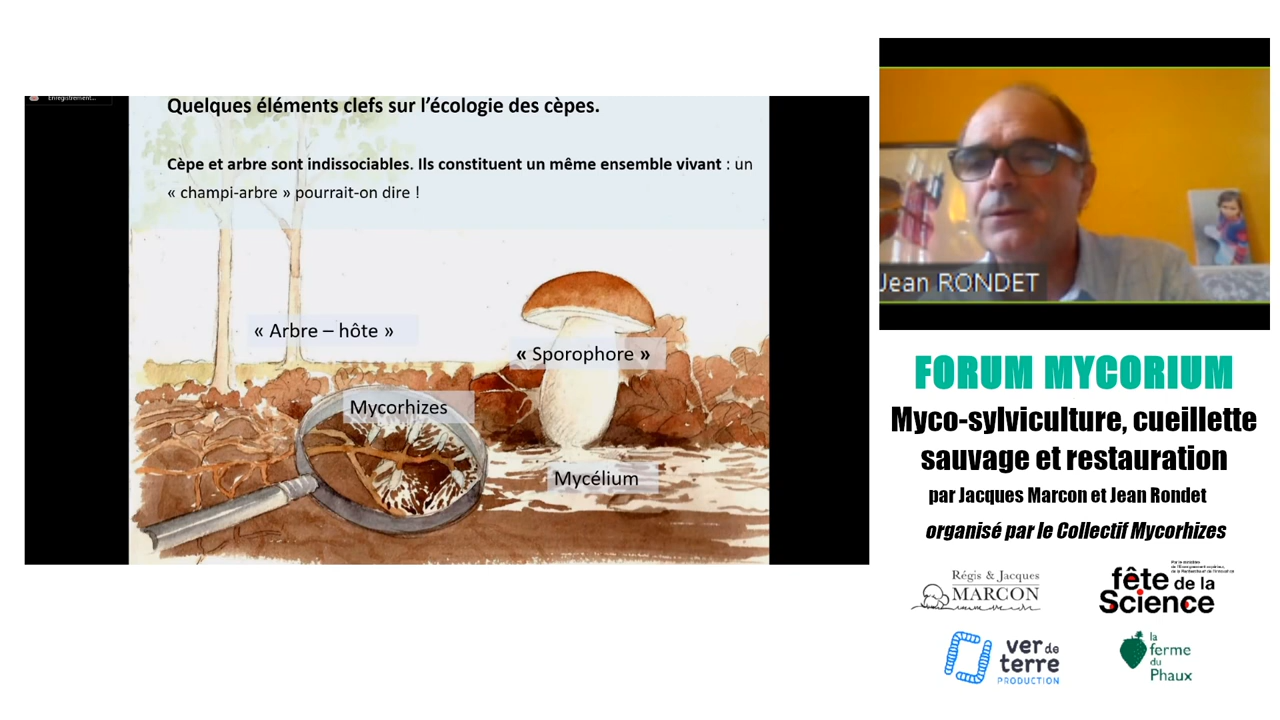 Enregistrement...
Quelques éléments clefs sur l'écologie des cèpes.
Cèpe et arbre sont indissociables. Ils constituent un même ensemble vivant : un
« champi-arbre » pourrait-on dire !
« Arbre – hôte »
« Sporophore »
Mycorhizes
Mycélium
Jean RONDET
FORUM MYCORIUM
Myco-sylviculture, cueillette
sauvage et restauration
par Jacques Marcon et Jean Rondet
organisé par le Collectif Mycorhizes
Régis & Jacques
MARCON
fête de la
Science
ver de
terre
PRODUCTION
la
ferme
du
Phaux